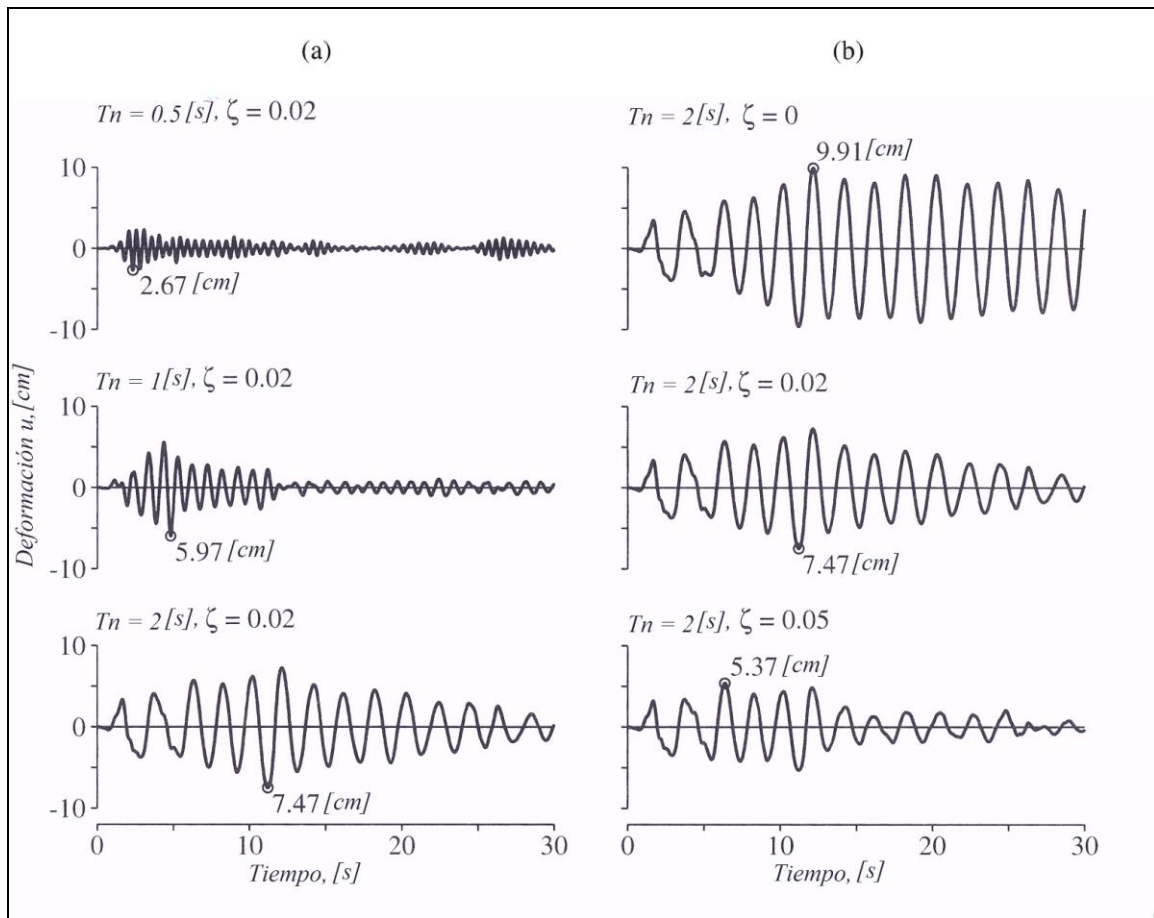 (a)
(b)
Tn = 0.5 [s], ζ = 0.02
10
0
-10
2.67 [cm]
Tn = 1[s], ζ = 0.02
10
0
-10
5.97 [cm]
Tn = 2[s], ζ = 0.02
10
0
-10
7.47 [cm]
0
10
20
30
Tiempo, [s]
Deformación u,[cm]
Tn = 2[s], ζ = 0
9.91 [cm]
Tn = 2[s], ζ = 0.02
7.47 [cm]
Tn = 2[s], ζ = 0.05
5.37 [cm]
0
10
20
30
Tiempo, [s]